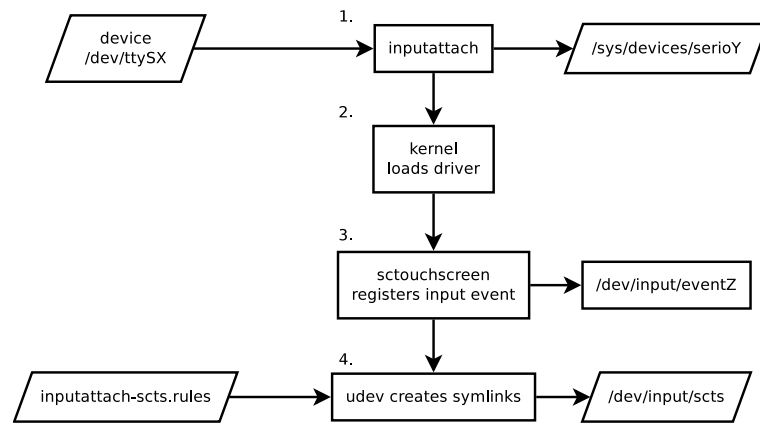 1.
device
/dev/ttySX
inputattach
/sys/devices/serioY
2.
kernel
loads driver
3.
sctouchscreen
registers input event
/dev/input/eventZ
4.
inputattach-scts.rules
udev creates symlinks
/dev/input/scts